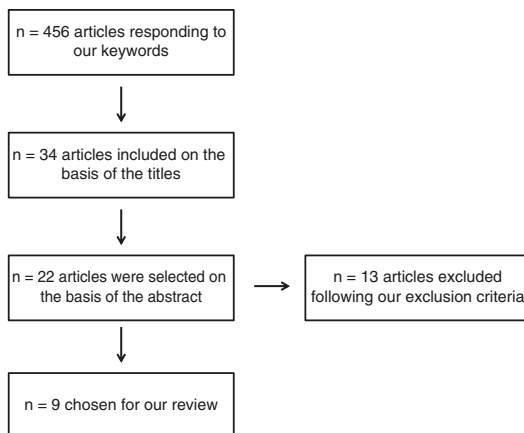 n = 456 articles responding to
our keywords
n = 34 articles included on the
basis of the titles
n = 22 articles were selected on
the basis of the abstract
n = 13 articles excluded
following our exclusion criteria
n = 9 chosen for our review